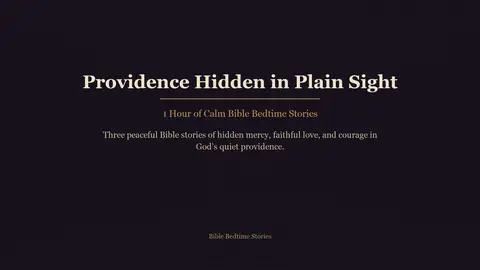 Providence Hidden in Plain Sight
1 Hour of Calm Bible Bedtime Stories
Three peaceful Bible stories of hidden mercy, faithful love, and courage in
God's quiet providence.
Bible Bedtime Stories